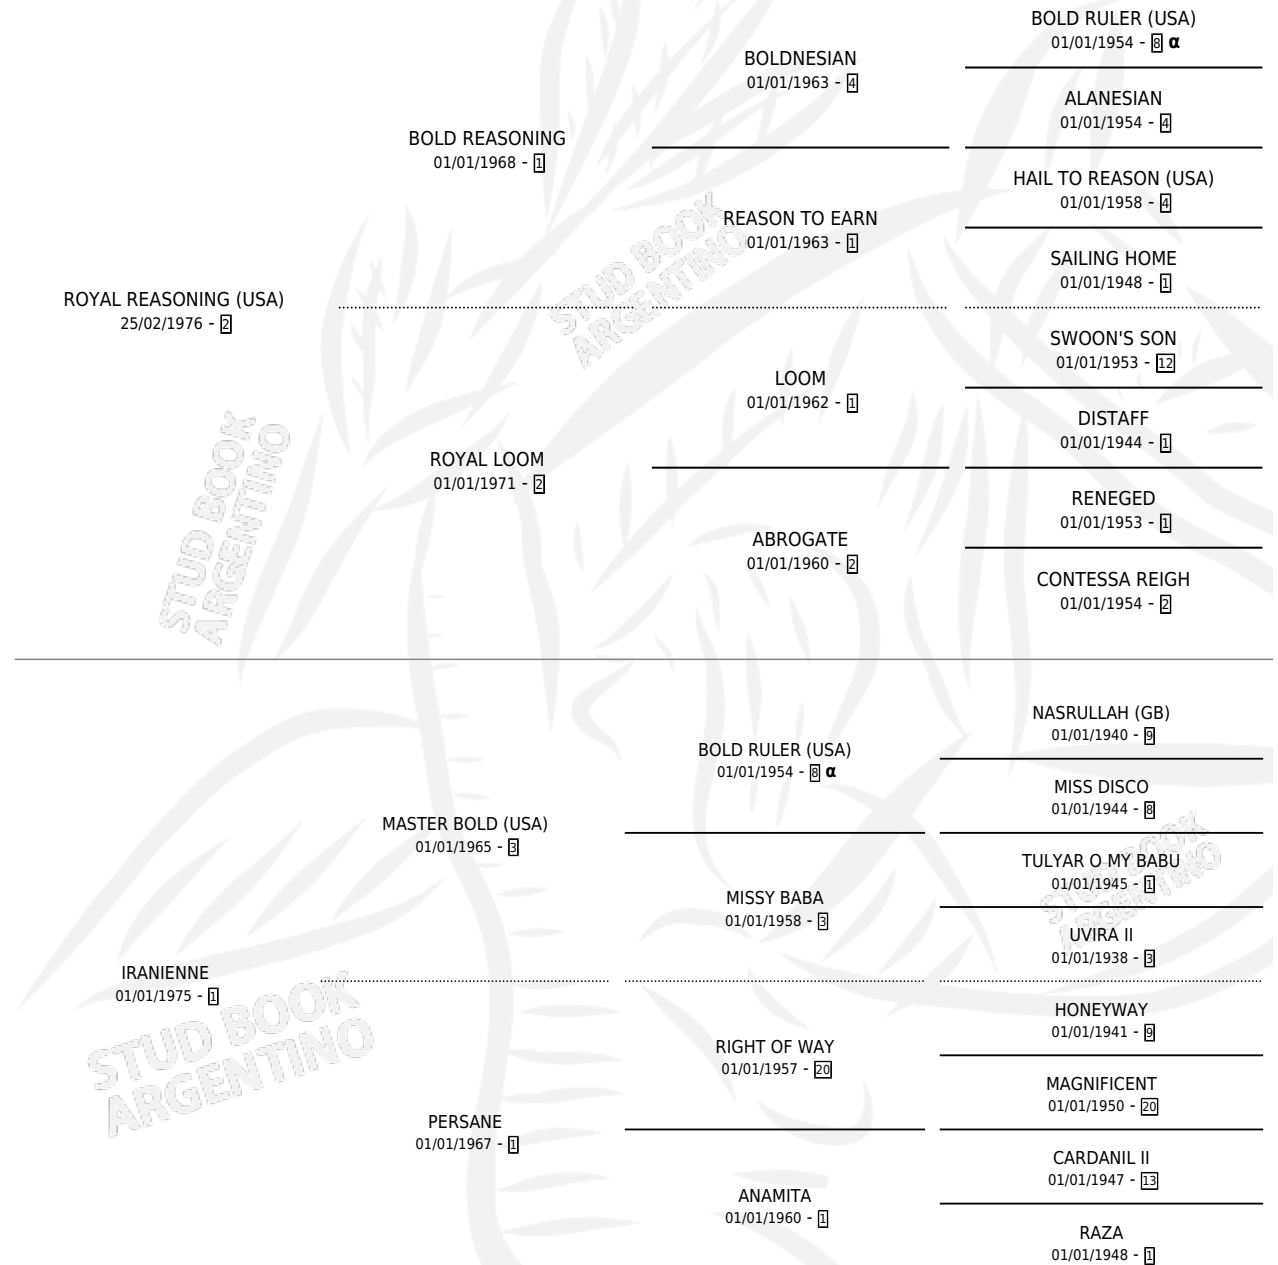 BOLD RULER (USA)
01/01/1954 - 8 α
BOLDNESIAN
01/01/1963 - 4
ALANESIAN
01/01/1954 - 4
BOLD REASONING
01/01/1968 - 1
HAIL TO REASON (USA)
01/01/1958 - 4
REASON TO EARN
01/01/1963 - 1
SAILING HOME
01/01/1948 - 1
STUD BOOK
ARGENTINO
ROYAL REASONING (USA)
25/02/1976 - 2
SWOON'S SON
01/01/1953 - 12
LOOM
01/01/1962 - 1
DISTAFF
01/01/1944 - 1
ROYAL LOOM
01/01/1971 - 2
RENEGED
01/01/1953 - 1
ABROGATE
01/01/1960 - 2
CONTESSA REIGH
01/01/1954 - 2
STUD BOOK
ARGENTINO
NASRULLAH (GB)
01/01/1940 - 9
BOLD RULER (USA)
01/01/1954 - 8 α
MISS DISCO
01/01/1944 - 8
MASTER BOLD (USA)
01/01/1965 - 3
TULYAR O MY BABU
01/01/1945 - 1
MISSY BABA
01/01/1958 - 3
UVIRA II
01/01/1938 - 3
STUD BOOK
ARGENTINO
IRANIENNE
01/01/1975 - 1
HONEYWAY
01/01/1941 - 9
RIGHT OF WAY
01/01/1957 - 20
MAGNIFICENT
01/01/1950 - 20
PERSANE
01/01/1967 - 1
CARDANIL II
01/01/1947 - 13
ANAMITA
01/01/1960 - 1
RAZA
01/01/1948 - 1
STUD BOOK
ARGENTINO